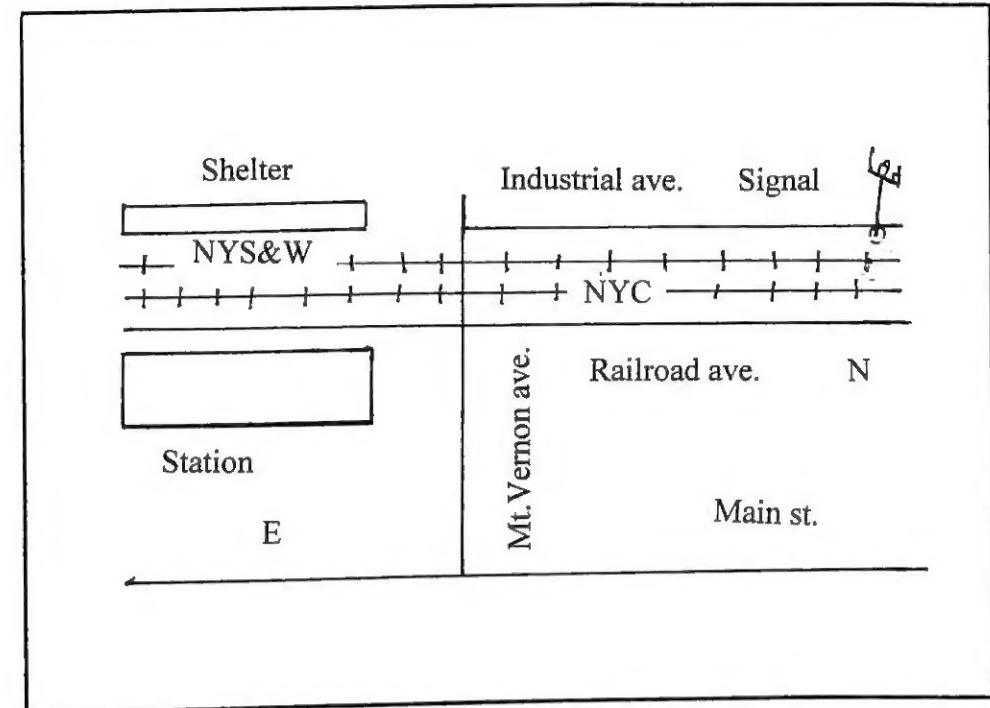 Shelter
Industrial ave.
Signal
NYS&W
NYC
Mt.Vernon ave.
Railroad ave.
N
Station
E
Main st.